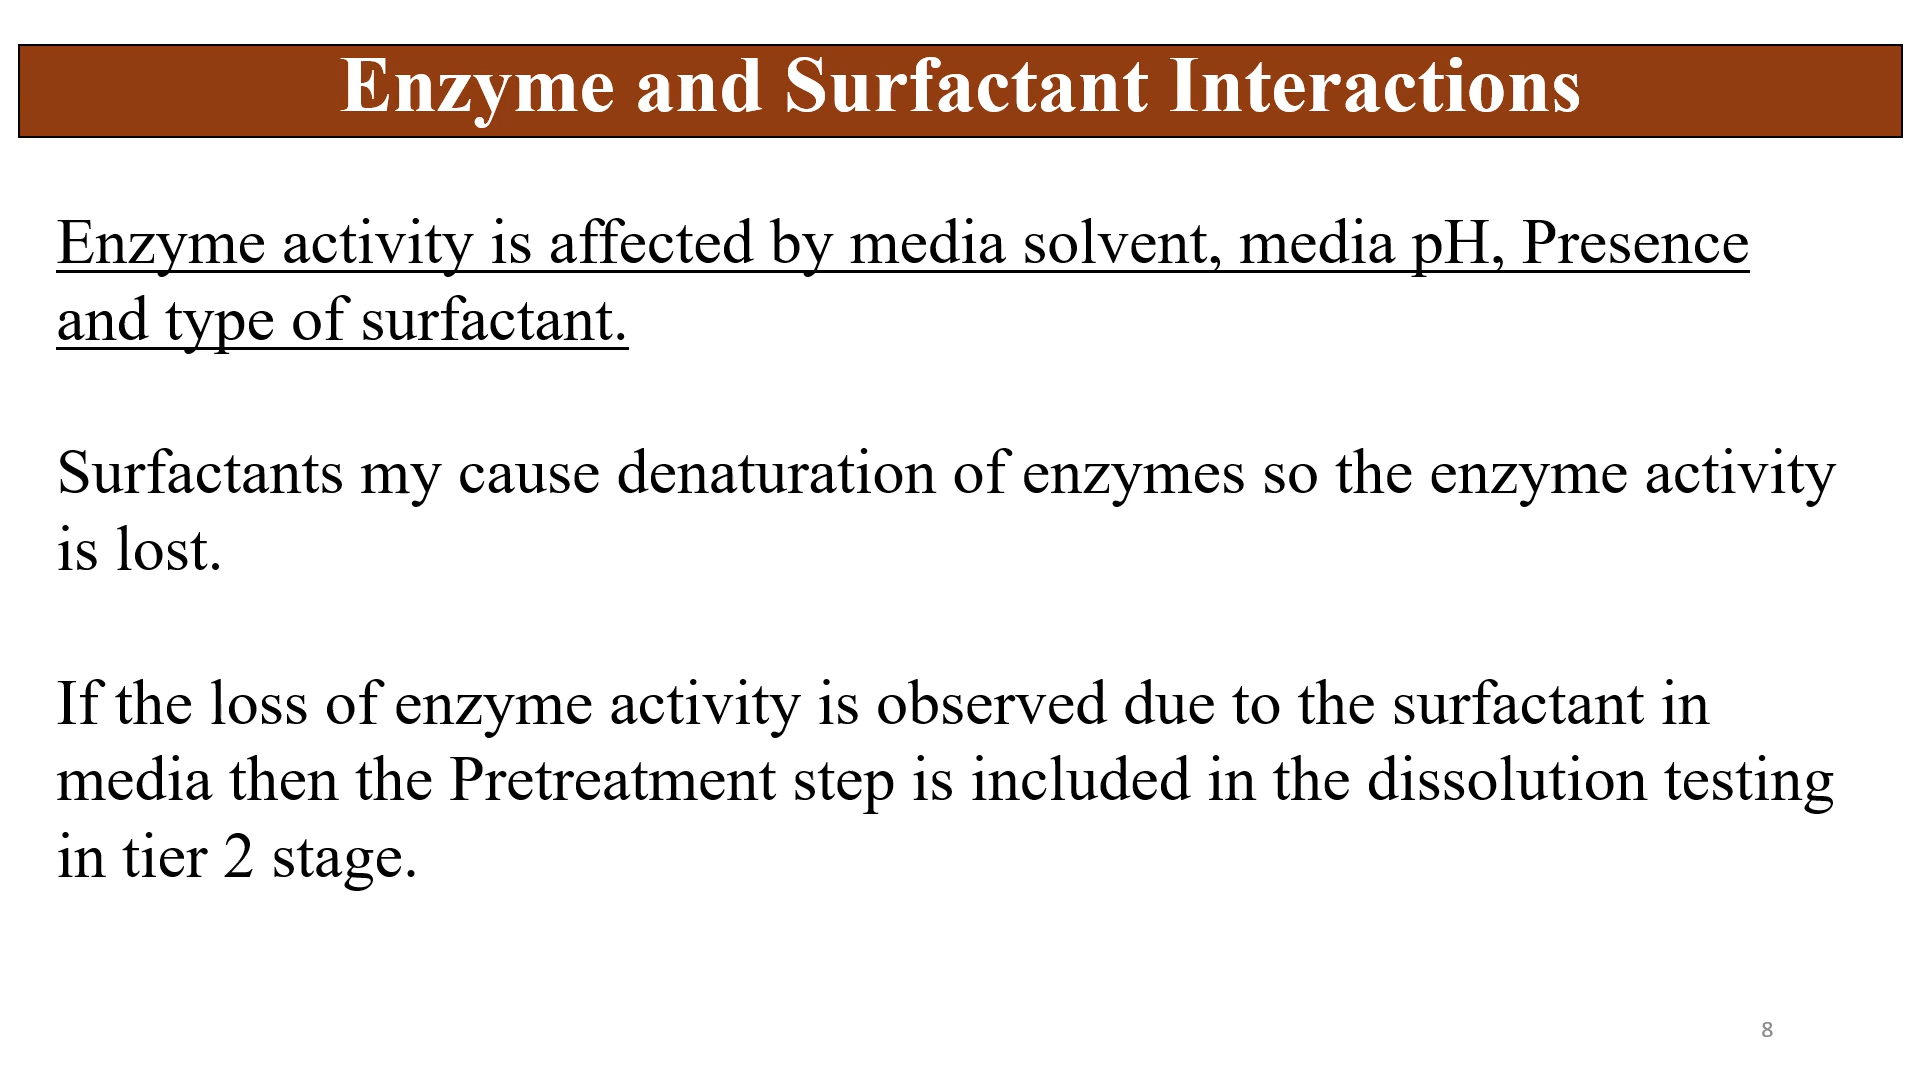 Enzyme and Surfactant Interactions
Enzyme activity is affected by media solvent, media pH, Presence
and type of surfactant.
Surfactants my cause denaturation of enzymes so the enzyme activity
is lost.
If the loss of enzyme activity is observed due to the surfactant in
media then the Pretreatment step is included in the dissolution testing
in tier 2 stage.
8